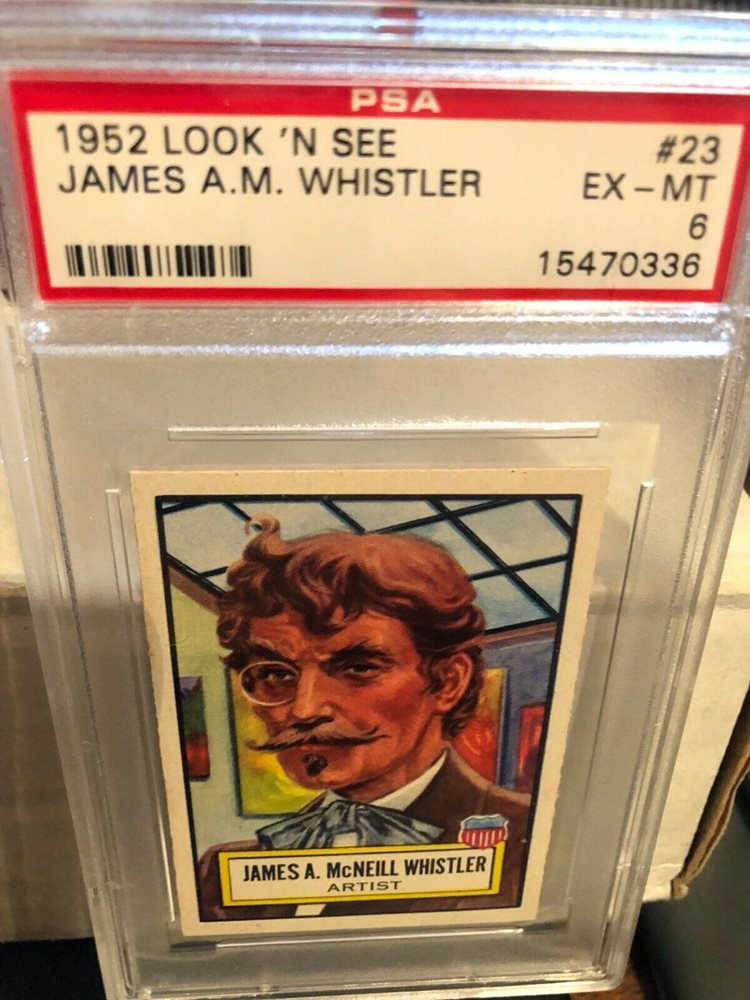 PSA
1952 LOOK 'N SEE #23
JAMES A.M. WHISTLER EX - MT
6
15470336
JAMES A. McNEILL WHISTLER
ARTIST